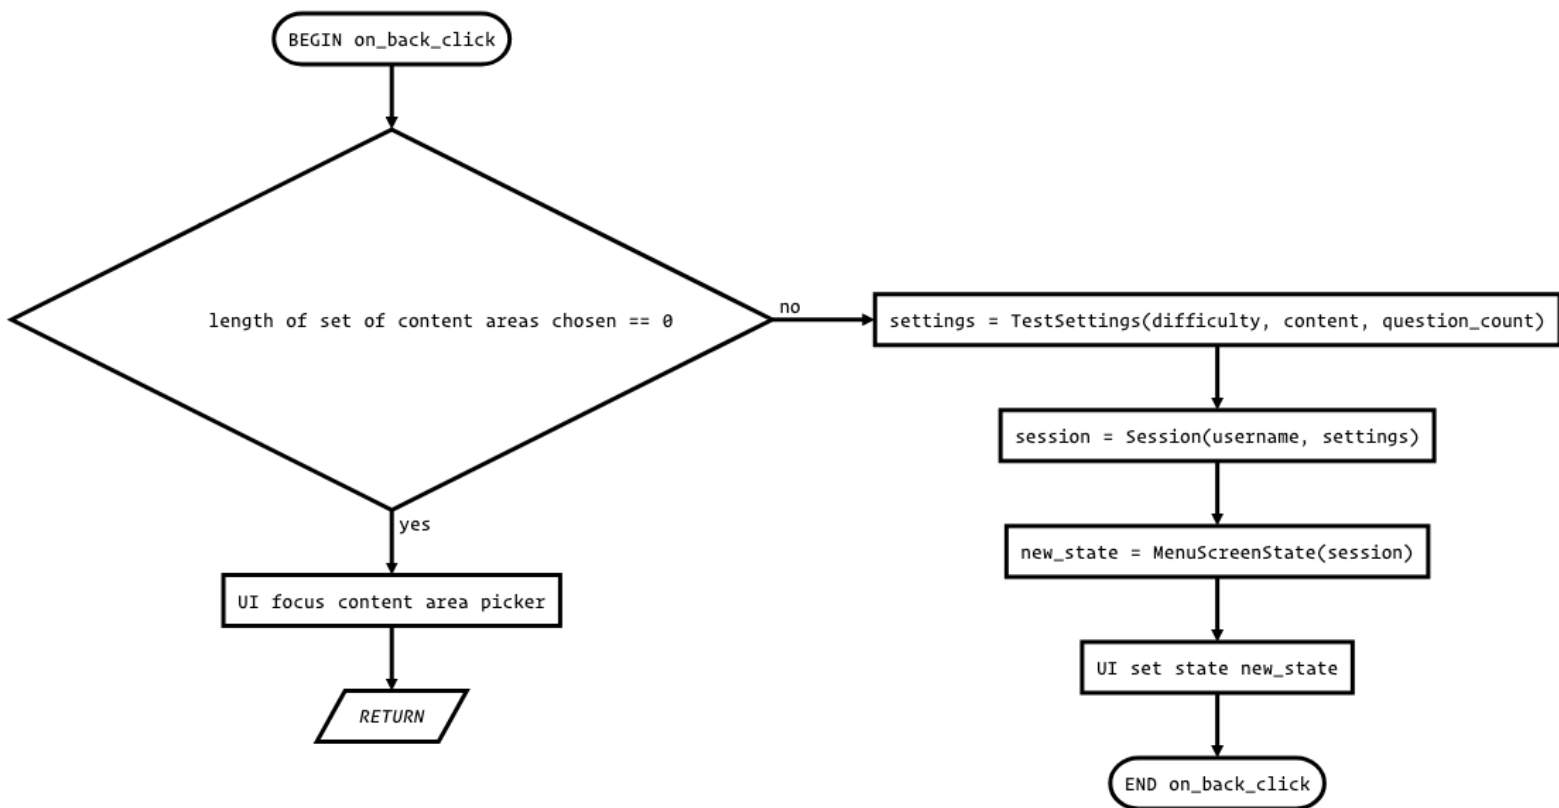 BEGIN on_back_click
length of set of content areas chosen == 0
no
settings = TestSettings(difficulty, content, question_count)
session = Session(username, settings)
yes
new_state = MenuScreenState(session)
UI focus content area picker
UI set state new_state
RETURN
END on_back_click